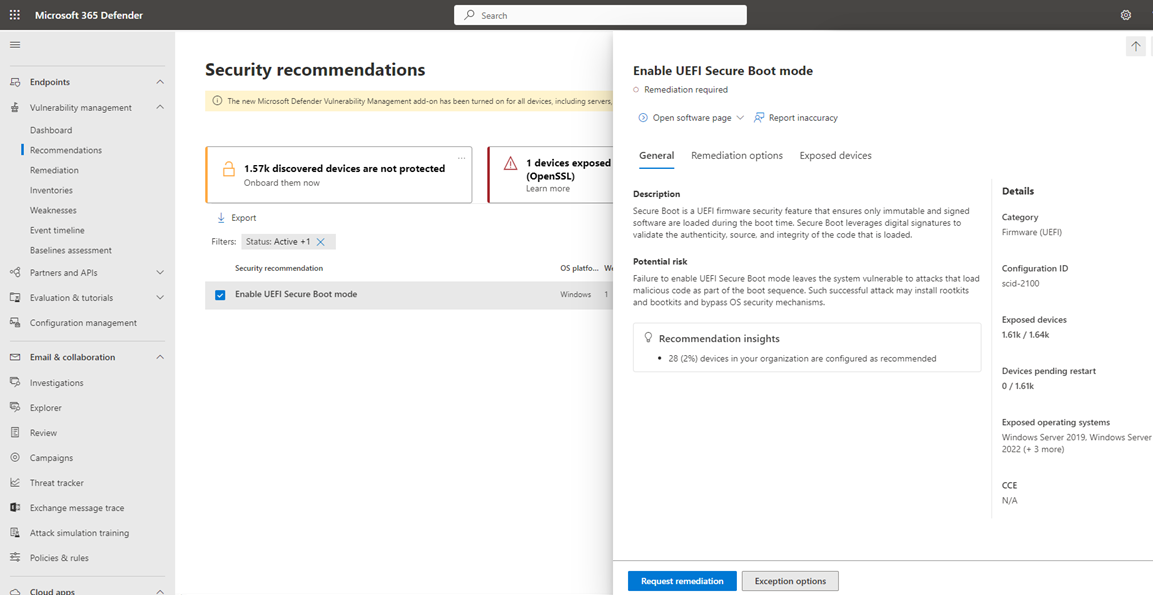 Microsoft 365 Defender
Search
Endpoints
Vulnerability management
Dashboard
Recommendations
Remediation
Inventories
Weaknesses
Event timeline
Baselines assessment
Partners and APIs
Evaluation & tutorials
Configuration management
Email & collaboration
Investigations
Explorer
Review
Campaigns
Threat tracker
Exchange message trace
Attack simulation training
Policies & rules
Cloud apps
Security recommendations
The new Microsoft Defender Vulnerability Management add-on has been turned on for all devices, including servers,
1.57k discovered devices are not protected
Onboard them now
1 devices exposed
(OpenSSL)
Learn more
Export
Filters: Status: Active +1
Security recommendation OS platfo...
Enable UEFI Secure Boot mode Windows 1
Enable UEFI Secure Boot mode
Remediation required
Open software page Report inaccuracy
General Remediation options Exposed devices
Description
Secure Boot is a UEFI firmware security feature that ensures only immutable and signed
software are loaded during the boot time. Secure Boot leverages digital signatures to
validate the authenticity, source, and integrity of the code that is loaded.
Potential risk
Failure to enable UEFI Secure Boot mode leaves the system vulnerable to attacks that load
malicious code as part of the boot sequence. Such successful attack may install rootkits
and bootkits and bypass OS security mechanisms.
Recommendation insights
• 28 (2%) devices in your organization are configured as recommended
Details
Category
Firmware (UEFI)
Configuration ID
scid-2100
Exposed devices
1.61k / 1.64k
Devices pending restart
0 / 1.61k
Exposed operating systems
Windows Server 2019, Windows Server
2022 (+ 3 more)
CCE
N/A
Request remediation Exception options